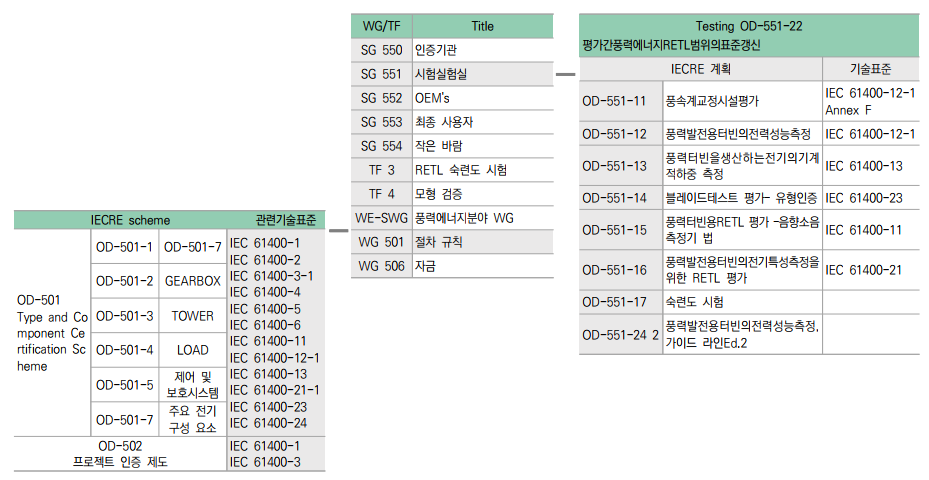 IECRE scheme 관련기술표준
OD-501
Type and Co
mponent Ce
rtification Sc
heme
OD-501-1 OD-501-7
OD-501-2 GEARBOX
OD-501-3 TOWER
OD-501-4 LOAD
OD-501-5 제어 및
보호시스템
OD-501-7 주요 전기
구성 요소
IEC 61400-1
IEC 61400-2
IEC 61400-3-1
IEC 61400-4
IEC 61400-5
IEC 61400-6
IEC 61400-11
IEC 61400-12-1
IEC 61400-13
IEC 61400-21-1
IEC 61400-23
IEC 61400-24
OD-502
프로젝트 인증 제도
IEC 61400-1
IEC 61400-3
WG/TF Title
SG 550 인증기관
SG 551 시험실험실
SG 552 OEM's
SG 553 최종 사용자
SG 554 작은 바람
TF 3 RETL 숙련도 시험
TF 4 모형 검증
WE-SWG 풍력에너지분야 WG
WG 501 절차 규칙
WG 506 자금
Testing OD-551-22
평가간풍력에너지RETL범위의표준갱신
IECRE 계획 기술표준
OD-551-11 풍속계교정시설평가 IEC 61400-12-1
Annex F
OD-551-12 풍력발전용터빈의전력성능측정 IEC 61400-12-1
OD-551-13 풍력터빈을생산하는전기의기계
적하중 측정 IEC 61400-13
OD-551-14 블레이드테스트 평가- 유형인증 IEC 61400-23
OD-551-15 풍력터빈용RETL 평가 -음향소음
측정기 법 IEC 61400-11
OD-551-16 풍력발전용터빈의전기특성측정을
위한 RETL 평가 IEC 61400-21
OD-551-17 숙련도 시험
OD-551-24 2 풍력발전용터빈의전력성능측정,
가이드 라인Ed.2